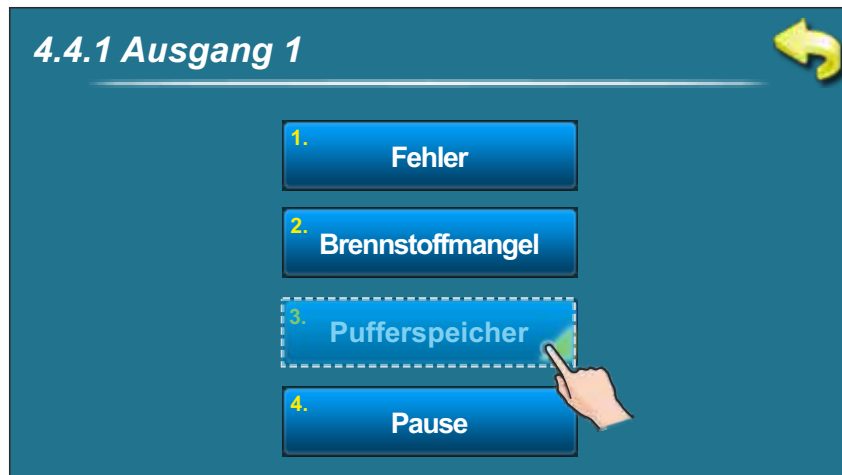 4.4.1 Ausgang 1
1.
Fehler
2.
Brennstoffmangel
3.
Pufferspeicher
4.
Pause